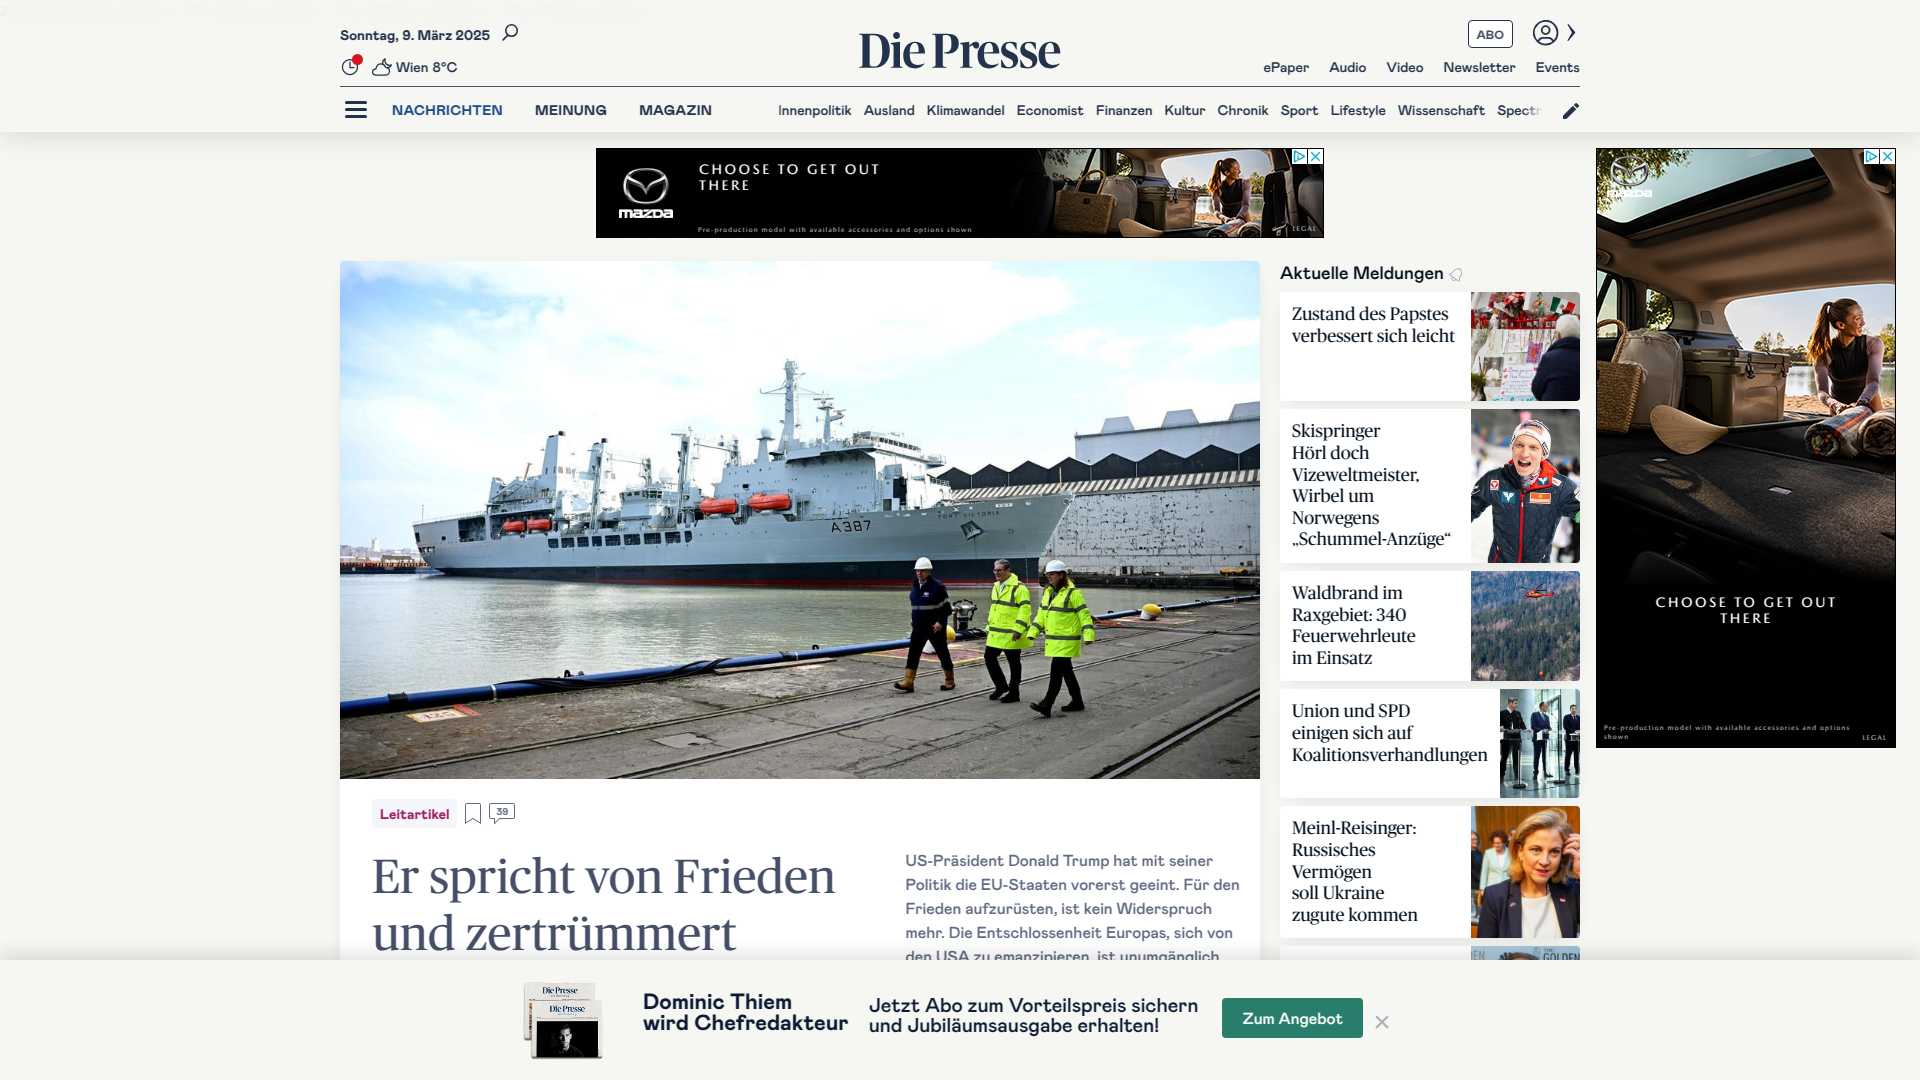 Sonntag, 9. März 2025
Die Presse
ABO
Wien 8°C
ePaper Audio Video Newsletter Events
NACHRICHTEN MEINUNG MAGAZIN
Innenpolitik Ausland Klimawandel Economist Finanzen Kultur Chronik Sport Lifestyle Wissenschaft Spectr
mazda
CHOOSE TO GET OUT
THERE
Pre-production model with available accessories and options shown
LEGAL
A387
FORT VICTORIA
Leitartikel
39
Er spricht von Frieden
und zertrümmert
US-Präsident Donald Trump hat mit seiner
Politik die EU-Staaten vorerst geeint. Für den
Frieden aufzurüsten, ist kein Widerspruch
mehr. Die Entschlossenheit Europas, sich von
den USA zu emanzipieren, ist unumgänglich
Aktuelle Meldungen
Zustand des Papstes
verbessert sich leicht
Skispringer
Hörl doch
Vizeweltmeister,
Wirbel um
Norwegens
„Schummel-Anzüge“
Waldbrand im
Raxgebiet: 340
Feuerwehrleute
im Einsatz
Union und SPD
einigen sich auf
Koalitionsverhandlungen
Meinl-Reisinger:
Russisches
Vermögen
soll Ukraine
zugute kommen
GOLDEN
mazda
CHOOSE TO GET OUT
THERE
Pre-production model with available accessories and options
shown
LEGAL
Die Presse
Die Presse
Dominic Thiem
wird Chefredakteur
Jetzt Abo zum Vorteilspreis sichern
und Jubiläumsausgabe erhalten!
Zum Angebot